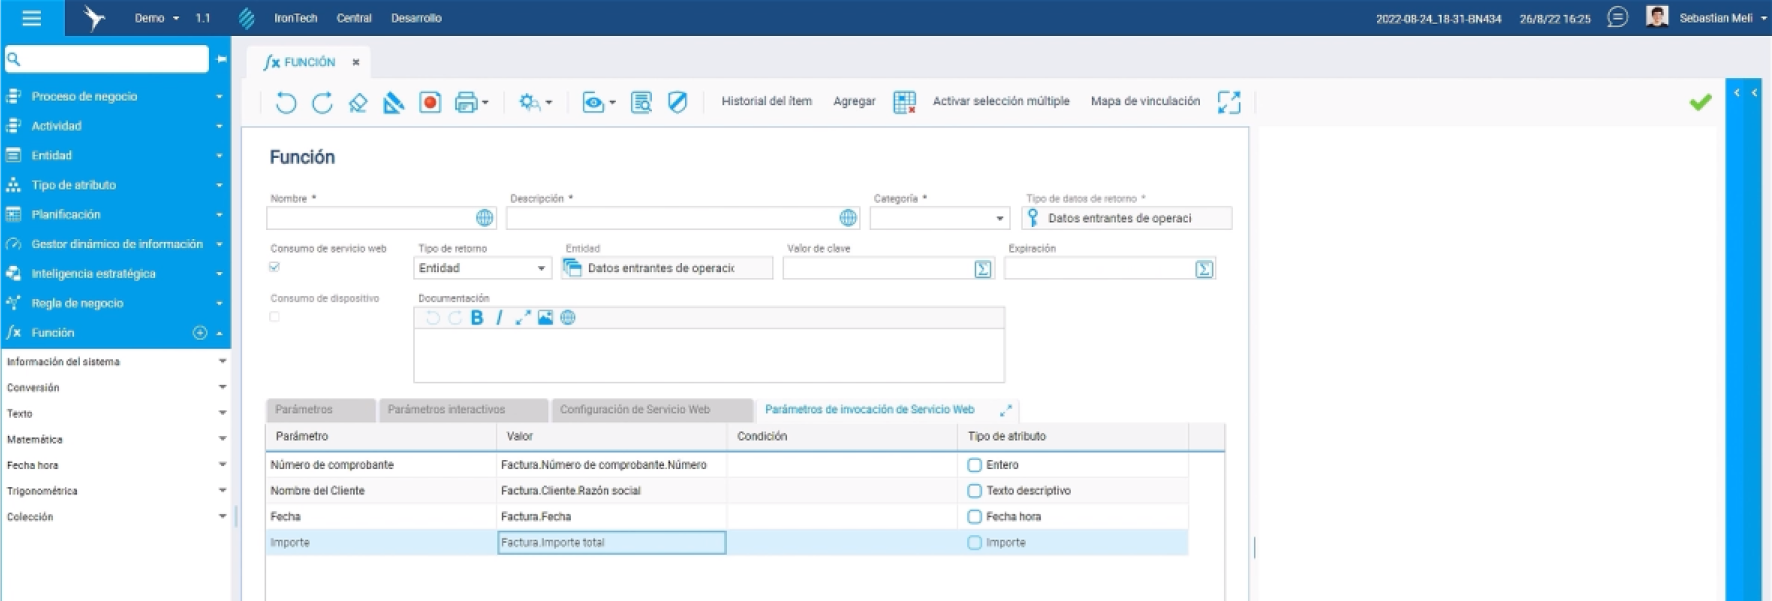 Demo 1.1 IronTech Central Desarrollo 2022-08-24_18-31-BN434 26/8/22 16:25 Sebastian Meli
fx FUNCIÓN ×
Historial del ítem Agregar Activar selección múltiple Mapa de vinculación
Proceso de negocio
Actividad
Entidad
Tipo de atributo
Planificación
Gestor dinámico de información
Inteligencia estratégica
Regla de negocio
fx Función
Información del sistema
Conversión
Texto
Matemática
Fecha hora
Trigonométrica
Colección
Función
Nombre * Descripción * Categoría * Tipo de datos de retorno *
Datos entrantes de operaci
Consumo de servicio web Tipo de retorno Entidad Valor de clave Expiración
Entidad Datos entrantes de operacic
Consumo de dispositivo Documentación
B I
Parámetros Parámetros interactivos Configuración de Servicio Web Parámetros de invocación de Servicio Web
Parámetro Valor Condición Tipo de atributo
Número de comprobante Factura.Número de comprobante.Número Entero
Nombre del Cliente Factura.Cliente.Razón social Texto descriptivo
Fecha Factura.Fecha Fecha hora
Importe Factura.Importe total Importe